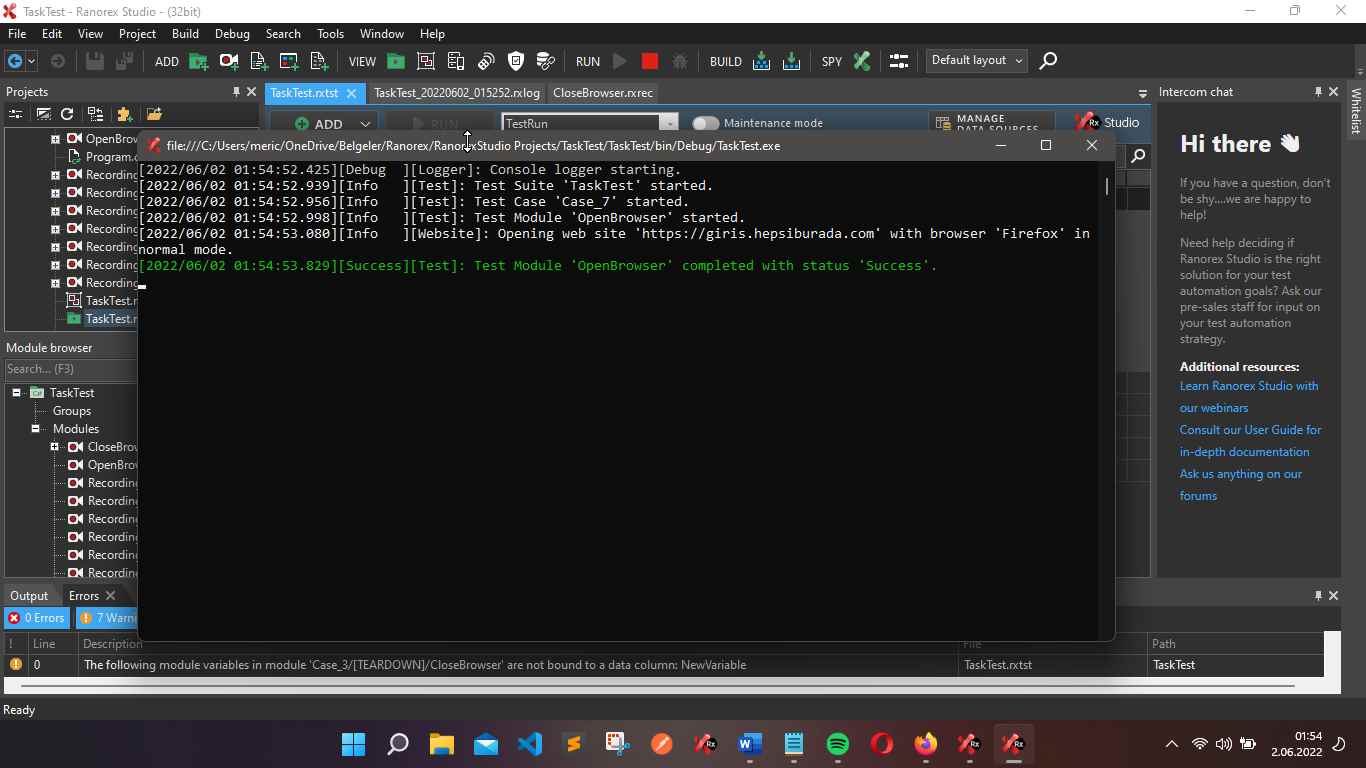 TaskTest - Ranorex Studio - (32bit)
File Edit View Project Build Debug Search Tools Window Help
ADD VIEW RUN BUILD SPY Default layout
Projects
TaskTest.rxtst TaskTest_20220602_015252.rxlog CloseBrowser.rxrec
Intercom chat
Whitelist
ADD RUN TestRun Maintenance mode MANAGE DATA SOURCES Rx Studio
OpenBrow
Program.c
Recording
Recording
Recording
Recording
Recording
Recording
Recording
TaskTest.r
TaskTest.r
file:///C:/Users/meric/OneDrive/Belgeler/Ranorex/RanorexStudio Projects/TaskTest/TaskTest/bin/Debug/TaskTest.exe
[2022/06/02 01:54:52.425][Debug ][Logger]: Console logger starting.
[2022/06/02 01:54:52.939][Info ][Test]: Test Suite 'TaskTest' started.
[2022/06/02 01:54:52.956][Info ][Test]: Test Case 'Case_7' started.
[2022/06/02 01:54:52.998][Info ][Test]: Test Module 'OpenBrowser' started.
[2022/06/02 01:54:53.080][Info ][Website]: Opening web site 'https://giris.hepsiburada.com' with browser 'Firefox' in
normal mode.
[2022/06/02 01:54:53.829][Success][Test]: Test Module 'OpenBrowser' completed with status 'Success'.
Hi there
If you have a question, don't
be shy....we are happy to
help!
Need help deciding if
Ranorex Studio is the right
solution for your test
automation goals? Ask our
pre-sales staff for input on
your test automation
strategy.
Additional resources:
Learn Ranorex Studio with
our webinars
Consult our User Guide for
in-depth documentation
Ask us anything on our
forums
Module browser
Search... (F3)
TaskTest
Groups
Modules
CloseBrow
OpenBrow
Recording
Recording
Recording
Recording
Recording
Recording
Output Errors
0 Errors 7 Warni
! Line Description File Path
0 The following module variables in module 'Case_3/[TEARDOWN]/CloseBrowser' are not bound to a data column: NewVariable TaskTest.rxtst TaskTest
Ready
01:54
2.06.2022